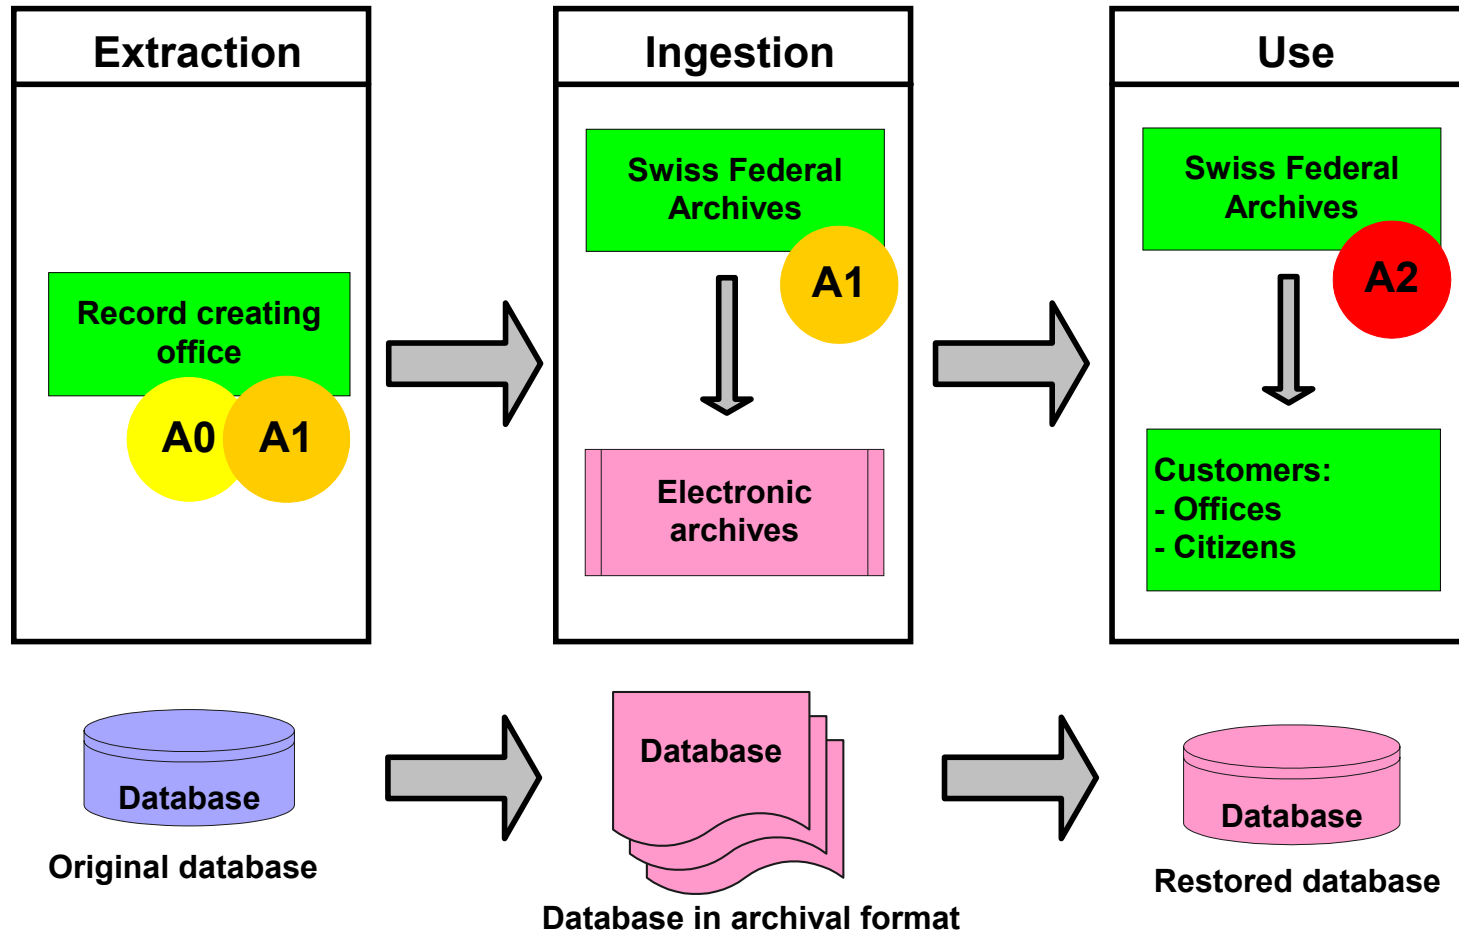 Extraction
Record creating
office
A0
A1
Ingestion
Swiss Federal
Archives
A1
Electronic
archives
Use
Swiss Federal
Archives
A2
Customers:
- Offices
- Citizens
Database
Original database
Database
Database in archival format
Database
Restored database